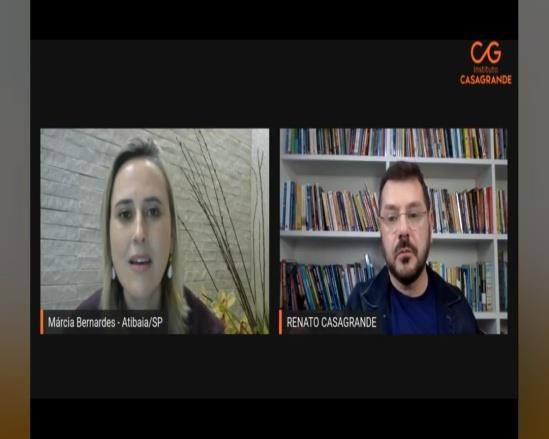 CG
Instituto
CASAGRANDE
Márcia Bernardes - Atibaia/SP
RENATO CASAGRANDE